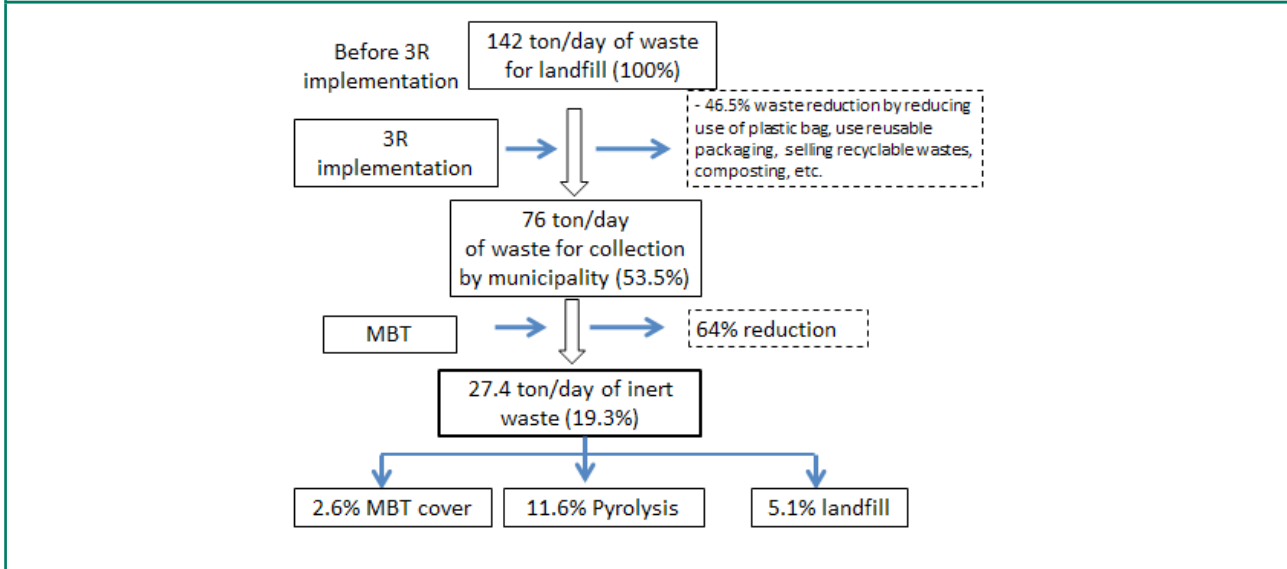 Before 3R
implementation
142 ton/day of waste
for landfill (100%)
3R
implementation
- 46.5% waste reduction by reducing
use of plastic bag, use reusable
packaging, selling recyclable wastes,
composting, etc.
76 ton/day
of waste for collection
by municipality (53.5%)
MBT
64% reduction
27.4 ton/day of inert
waste (19.3%)
2.6% MBT cover
11.6% Pyrolysis
5.1% landfill